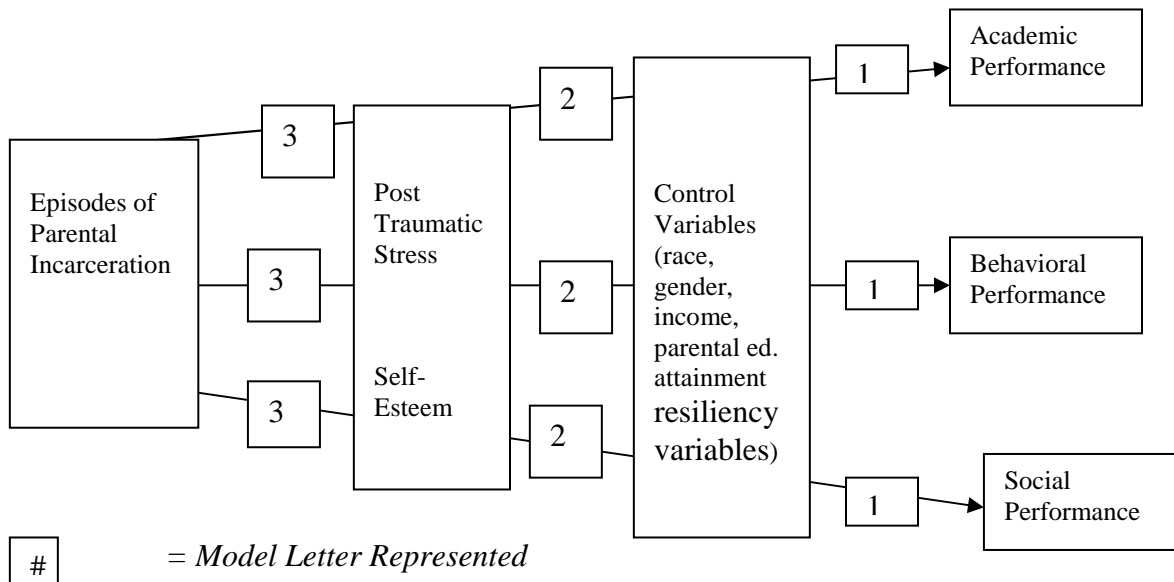 Episodes of
Parental
Incarceration
3
3
3
Post
Traumatic
Stress
Self-
Esteem
2
2
2
Control
Variables
(race,
gender,
income,
parental ed.
attainment
resiliency
variables)
1
1
1
Academic
Performance
Behavioral
Performance
Social
Performance
#
= Model Letter Represented